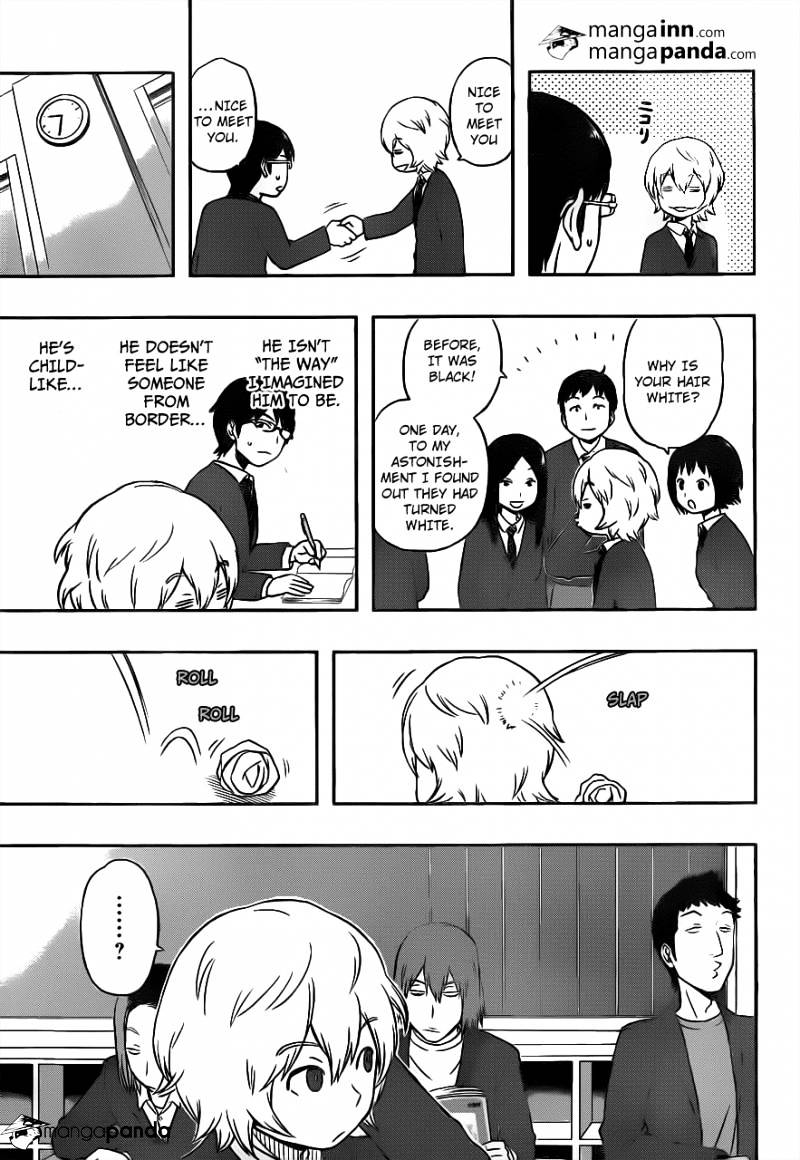 mangainn.com
mangapanda.com
ニコリ
NICE
TO
MEET
YOU
...NICE
TO MEET
YOU.
7
WHY IS
YOUR HAIR
WHITE?
BEFORE,
IT WAS
BLACK!
ONE DAY,
TO MY
ASTONISH-
MENT I FOUND
OUT THEY HAD
TURNED
WHITE.
HE ISN'T
"THE WAY"
I IMAGINED
HIM TO BE.
HE DOESN'T
FEEL LIKE
SOMEONE
FROM
BORDER...
HE'S
CHILD-
LIKE...
SLAP
ROLL
ROLL
......?
mangapanda